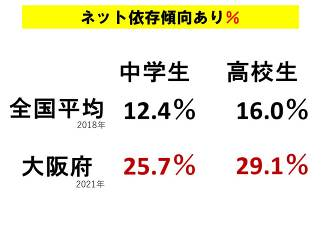 ネット依存傾向あり%
中学生 高校生
全国平均 12.4% 16.0%
2018年
大阪府 25.7% 29.1%
2021年